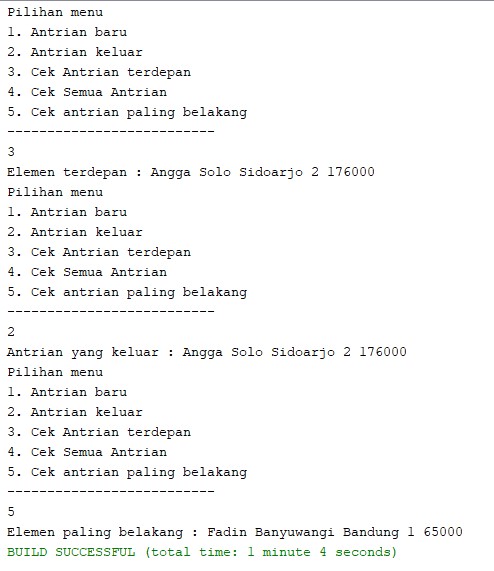 Pilihan menu
1. Antrian baru
2. Antrian keluar
3. Cek Antrian terdepan
4. Cek Semua Antrian
5. Cek antrian paling belakang
--------------------------
3
Elemen terdepan : Angga Solo Sidoarjo 2 176000
Pilihan menu
1. Antrian baru
2. Antrian keluar
3. Cek Antrian terdepan
4. Cek Semua Antrian
5. Cek antrian paling belakang
--------------------------
2
Antrian yang keluar : Angga Solo Sidoarjo 2 176000
Pilihan menu
1. Antrian baru
2. Antrian keluar
3. Cek Antrian terdepan
4. Cek Semua Antrian
5. Cek antrian paling belakang
--------------------------
5
Elemen paling belakang : Fadin Banyuwangi Bandung 1 65000
BUILD SUCCESSFUL (total time: 1 minute 4 seconds)